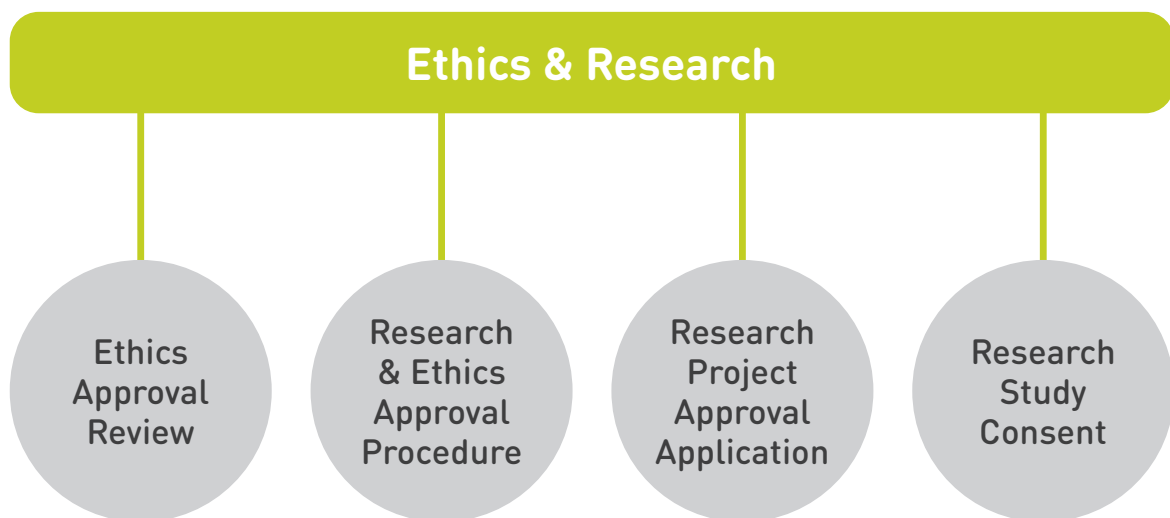 Ethics & Research
Ethics
Approval
Review
Research
& Ethics
Approval
Procedure
Research
Project
Approval
Application
Research
Study
Consent